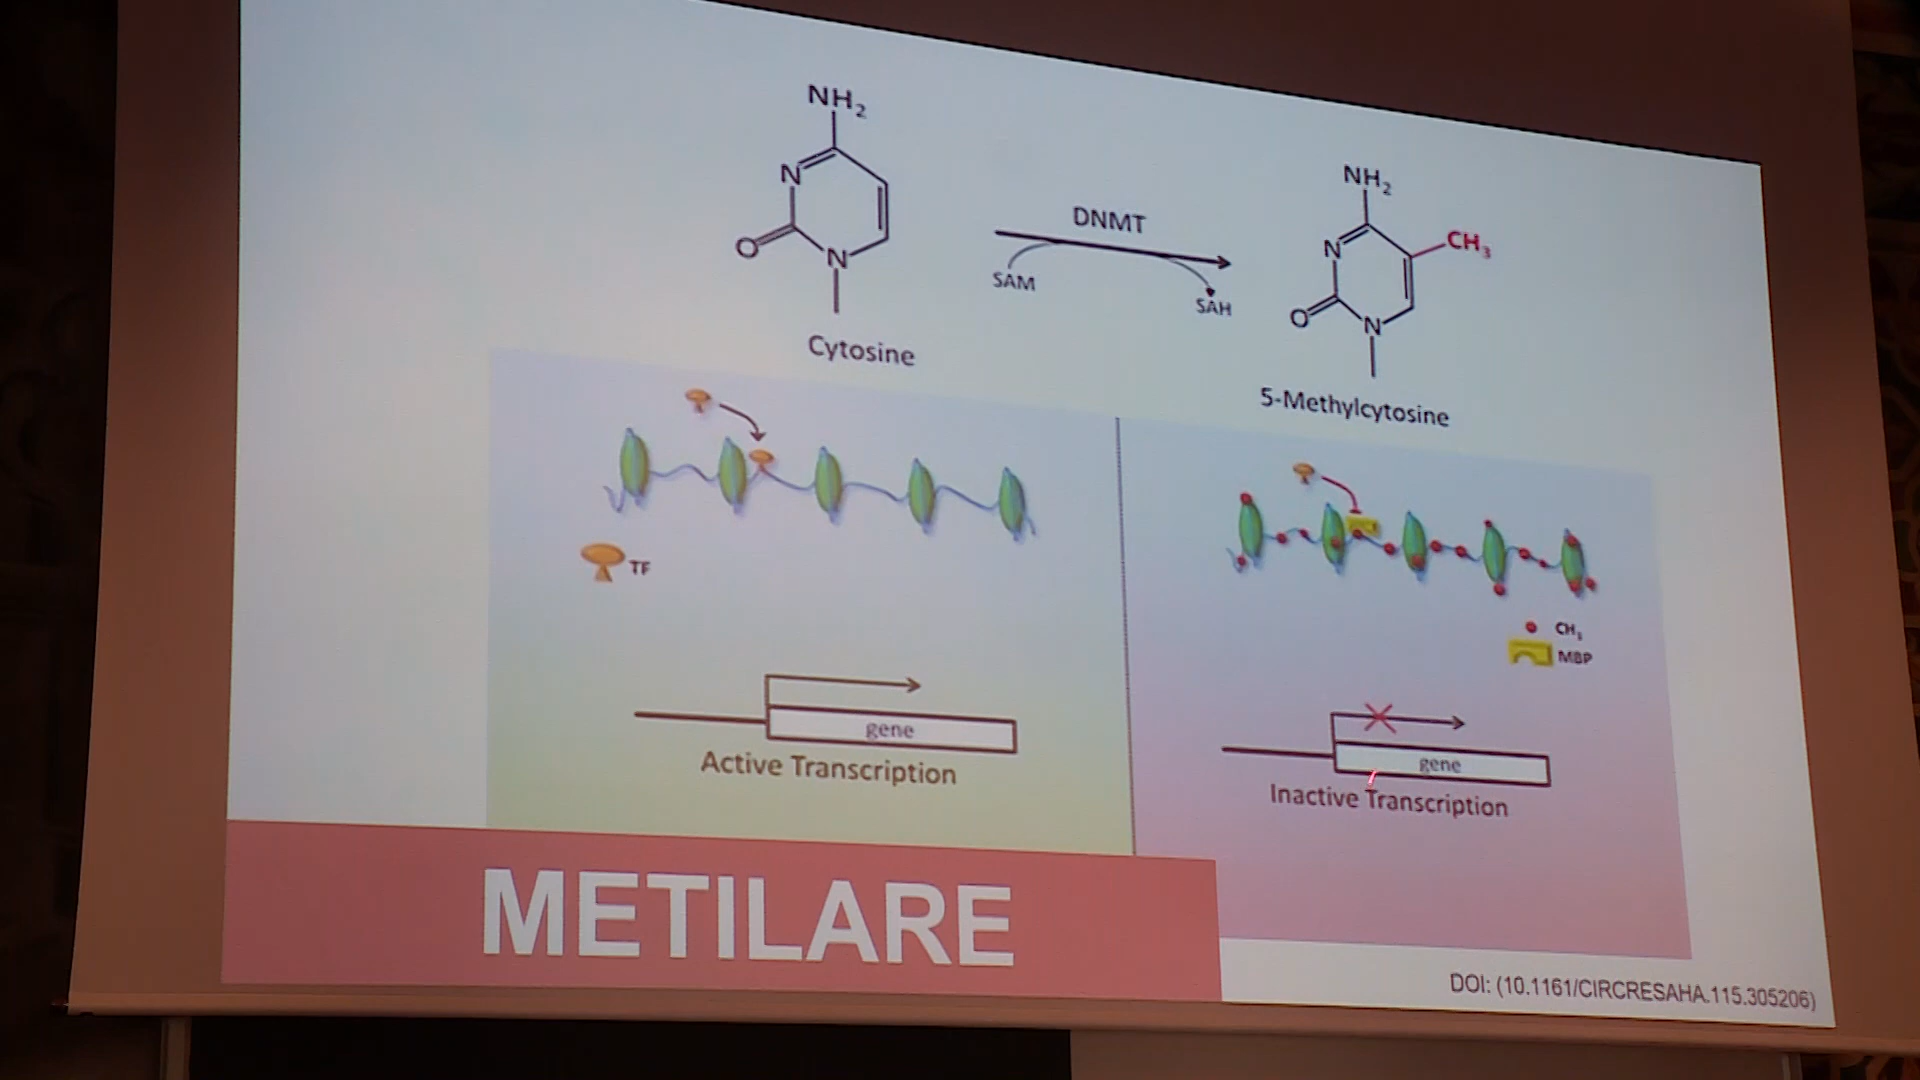 NH₂
N
O
N
Cytosine
DNMT
SAM
SAH
NH₂
CH₃
N
O
N
5-Methylcytosine
TF
gene
Active Transcription
CH₃
MBP
gene
Inactive Transcription
METILARE
DOI: (10.1161/CIRCRESAHA.115.305206)